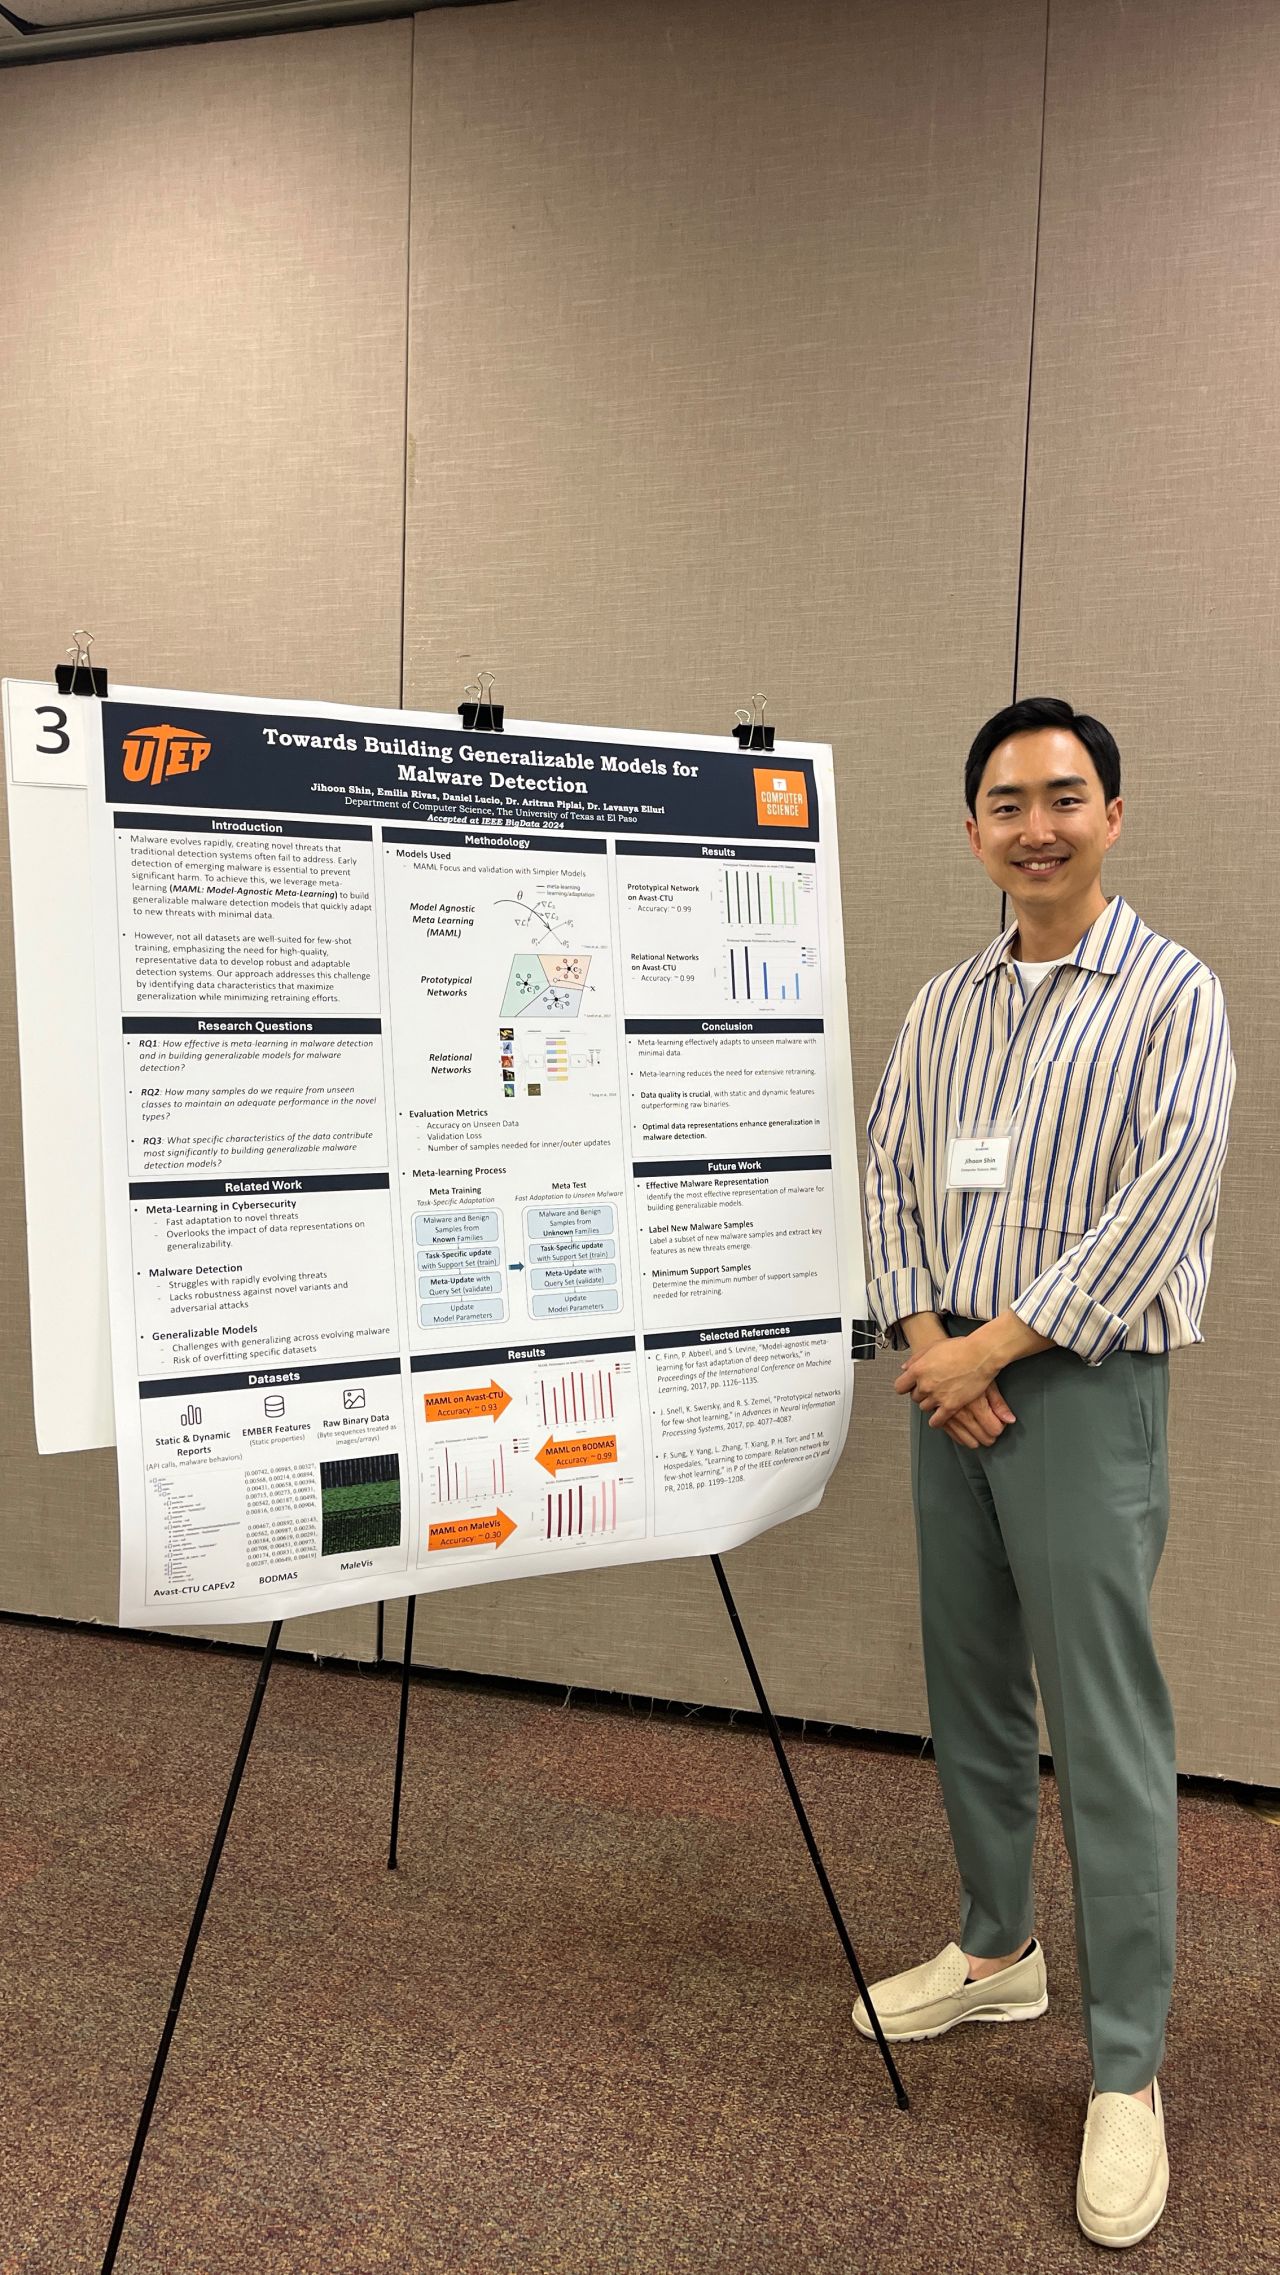 3
UTEP
Towards Building Generalizable Models for
Malware Detection
Jihoon Shin, Emilia Rivas, Daniel Lucio, Dr. Aritran Piplai, Dr. Lavanya Elluri
Department of Computer Science, The University of Texas at El Paso
Accepted at IEEE BigData 2024
COMPUTER
SCIENCE
Introduction
• Malware evolves rapidly, creating novel threats that
traditional detection systems often fail to address. Early
detection of emerging malware is essential to prevent
significant harm. To achieve this, we leverage meta-
learning (MAML: Model-Agnostic Meta-Learning) to build
generalizable malware detection models that quickly adapt
to new threats with minimal data.
• However, not all datasets are well-suited for few-shot
training, emphasizing the need for high-quality,
representative data to develop robust and adaptable
detection systems. Our approach addresses this challenge
by identifying data characteristics that maximize
generalization while minimizing retraining efforts.
Research Questions
• RQ1: How effective is meta-learning in malware detection
and in building generalizable models for malware
detection?
• RQ2: How many samples do we require from unseen
classes to maintain an adequate performance in the novel
types?
• RQ3: What specific characteristics of the data contribute
most significantly to building generalizable malware
detection models?
Related Work
• Meta-Learning in Cybersecurity
- Fast adaptation to novel threats
- Overlooks the impact of data representations on
generalizability.
• Malware Detection
- Struggles with rapidly evolving threats
- Lacks robustness against novel variants and
adversarial attacks
• Generalizable Models
- Challenges with generalizing across evolving malware
- Risk of overfitting specific datasets
Datasets
Static & Dynamic
Reports
(API calls, malware behaviors)
EMBER Features
(Static properties)
Raw Binary Data
(Byte sequences treated as
images/arrays)
Avast-CTU CAPEv2
BODMAS
MaleVis
Methodology
• Models Used
- MAML Focus and validation with Simpler Models
Model Agnostic
Meta Learning
(MAML)
meta-learning
learning/adaptation
θ
Prototypical
Networks
Relational
Networks
• Evaluation Metrics
- Accuracy on Unseen Data
- Validation Loss
- Number of samples needed for inner/outer updates
• Meta-learning Process
Meta Training
Task-Specific Adaptation
Malware and Benign
Samples from
Known Families
Task-Specific update
with Support Set (train)
Meta-Update with
Query Set (validate)
Update
Model Parameters
Meta Test
Fast Adaptation to Unseen Malware
Malware and Benign
Samples from
Unknown Families
Task-Specific update
with Support Set (train)
Meta-Update with
Query Set (validate)
Update
Model Parameters
Results
MAML on Avast-CTU
- Accuracy: ~ 0.93
MAML on BODMAS
- Accuracy: ~ 0.99
MAML on MaleVis
- Accuracy: ~ 0.30
Results
Prototypical Network
on Avast-CTU
- Accuracy: ~ 0.99
Relational Networks
on Avast-CTU
- Accuracy: ~ 0.99
Conclusion
• Meta-learning effectively adapts to unseen malware with
minimal data.
• Meta-learning reduces the need for extensive retraining.
• Data quality is crucial, with static and dynamic features
outperforming raw binaries.
• Optimal data representations enhance generalization in
malware detection.
Future Work
• Effective Malware Representation
Identify the most effective representation of malware for
building generalizable models.
• Label New Malware Samples
Label a subset of new malware samples and extract key
features as new threats emerge.
• Minimum Support Samples
Determine the minimum number of support samples
needed for retraining.
Selected References
• C. Finn, P. Abbeel, and S. Levine, "Model-agnostic meta-
learning for fast adaptation of deep networks," in
Proceedings of the International Conference on Machine
Learning, 2017, pp. 1126–1135.
• J. Snell, K. Swersky, and R. S. Zemel, "Prototypical networks
for few-shot learning," in Advances in Neural Information
Processing Systems, 2017, pp. 4077–4087.
• F. Sung, Y. Yang, L. Zhang, T. Xiang, P. H. Torr, and T. M.
Hospedales, "Learning to compare: Relation network for
few-shot learning," in P of the IEEE conference on CV and
PR, 2018, pp. 1199–1208.
Jihoon Shin